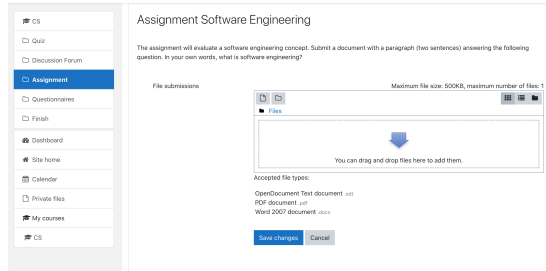 CS
Quiz
Discussion Forum
Assignment
Questionnaires
Finish
Dashboard
Site home
Calendar
Private files
My courses
CS
Assignment Software Engineering
The assignment will evaluate a software engineering concept. Submit a document with a paragraph (two sentences) answering the following
question. In your own words, what is software engineering?
File submissions
Maximum file size: 500KB, maximum number of files: 1
Files
You can drag and drop files here to add them.
Accepted file types:
OpenDocument Text document .odt
PDF document .pdf
Word 2007 document .docx
Save changes Cancel